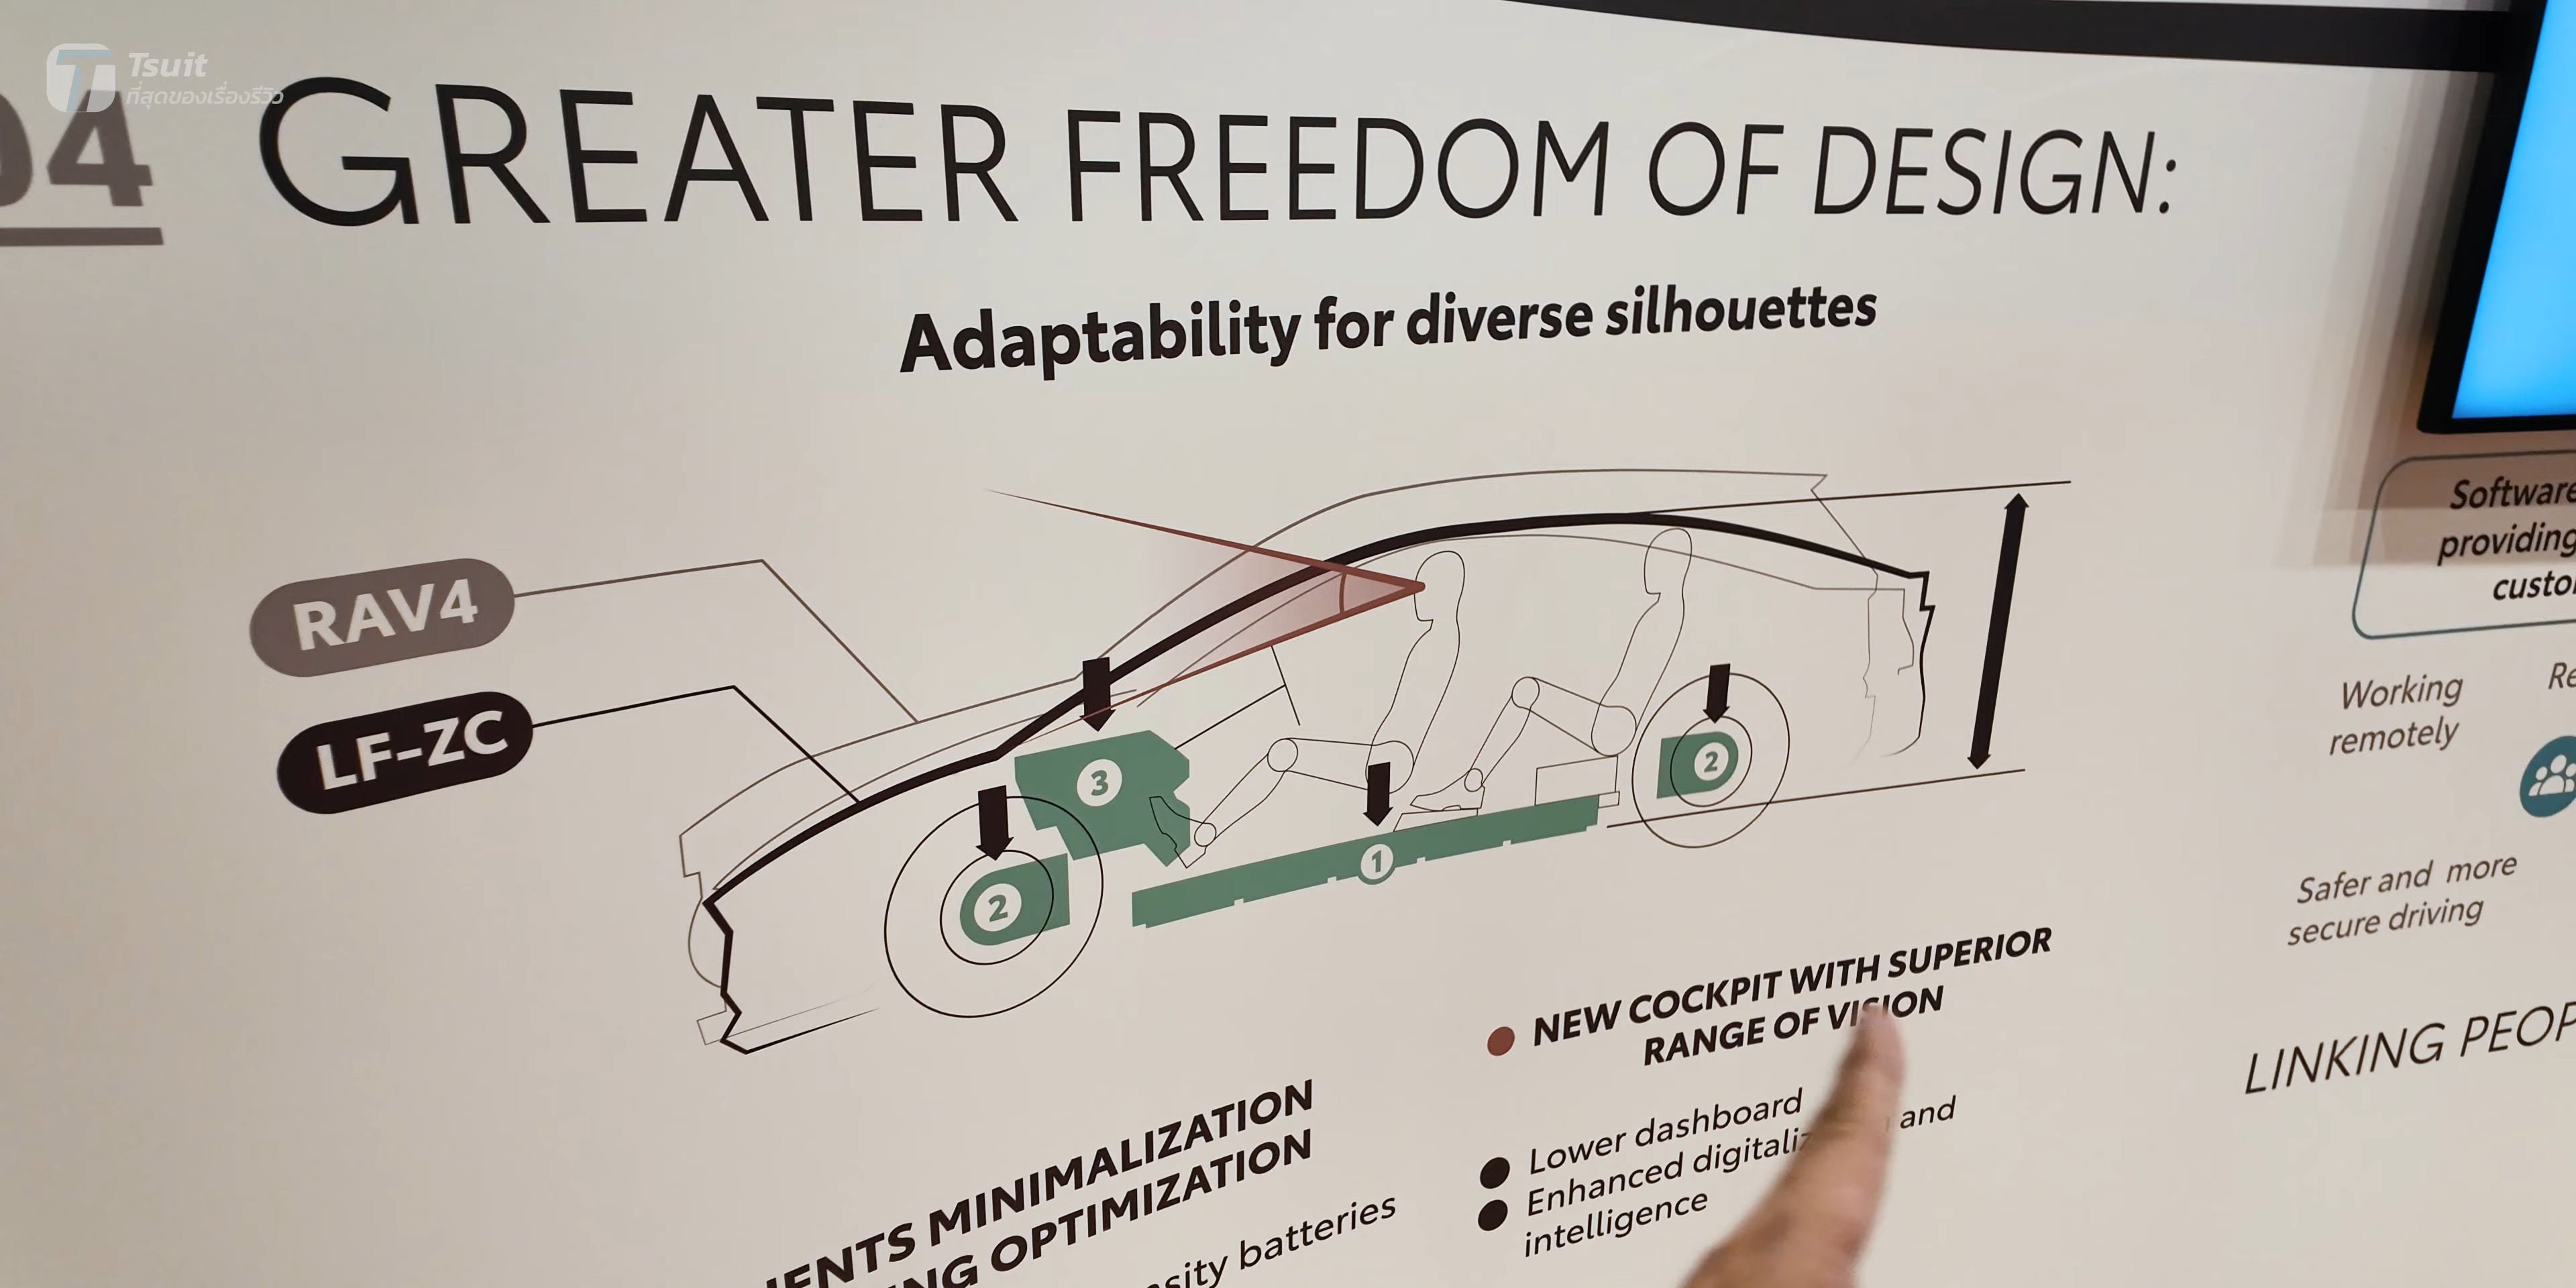 Tsuit
ที่สุดของเรื่องรีวิว
04
GREATER FREEDOM OF DESIGN:
Adaptability for diverse silhouettes
RAV4
LF-ZC
3
2
1
2
NEW COCKPIT WITH SUPERIOR
RANGE OF VISION
Lower dashboard
Enhanced and
intelligence
MINIMALIZATION
OPTIMIZATION
batteries
Software
providing
Working
remotely
Safer and more
secure driving
LINKING